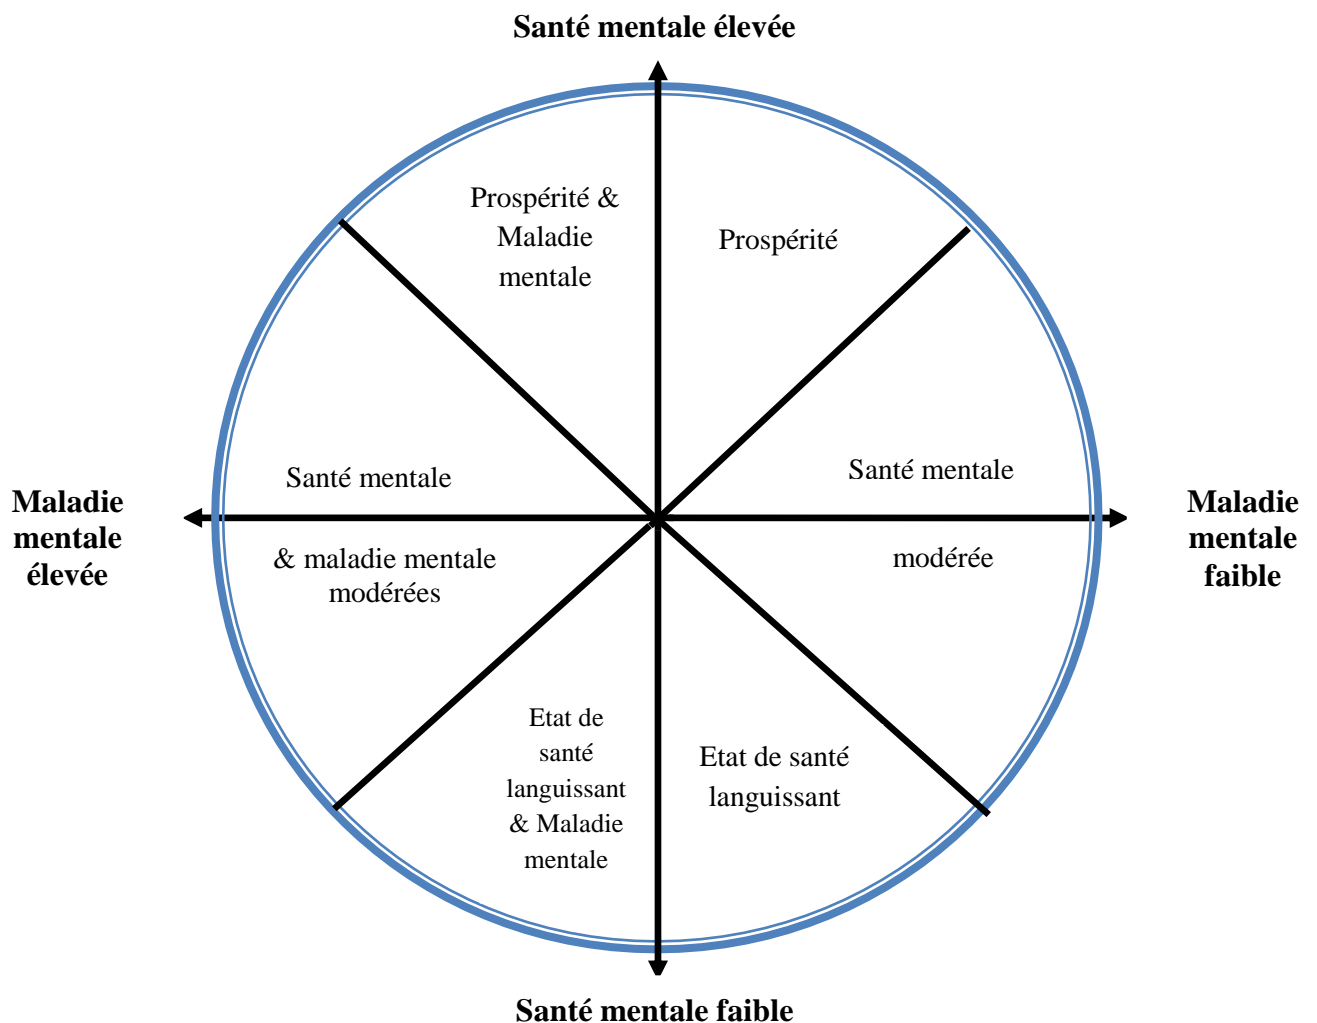 Santé mentale élevée
Prospérité &
Maladie
mentale
Prospérité
Santé mentale
& maladie mentale
modérées
Santé mentale
modérée
Maladie
mentale
élevée
Maladie
mentale
faible
Etat de
santé
languissant
& Maladie
mentale
Etat de santé
languissant
Santé mentale faible